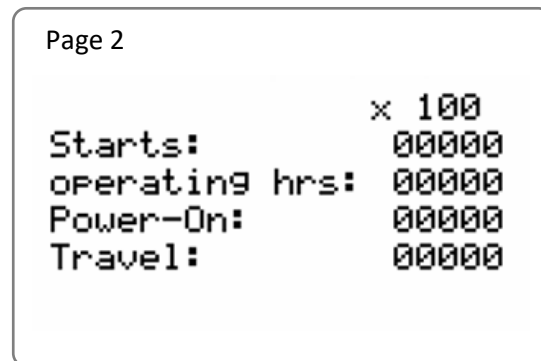 Page 2
x 100
Starts: 00000
operating hrs: 00000
Power-On: 00000
Travel: 00000